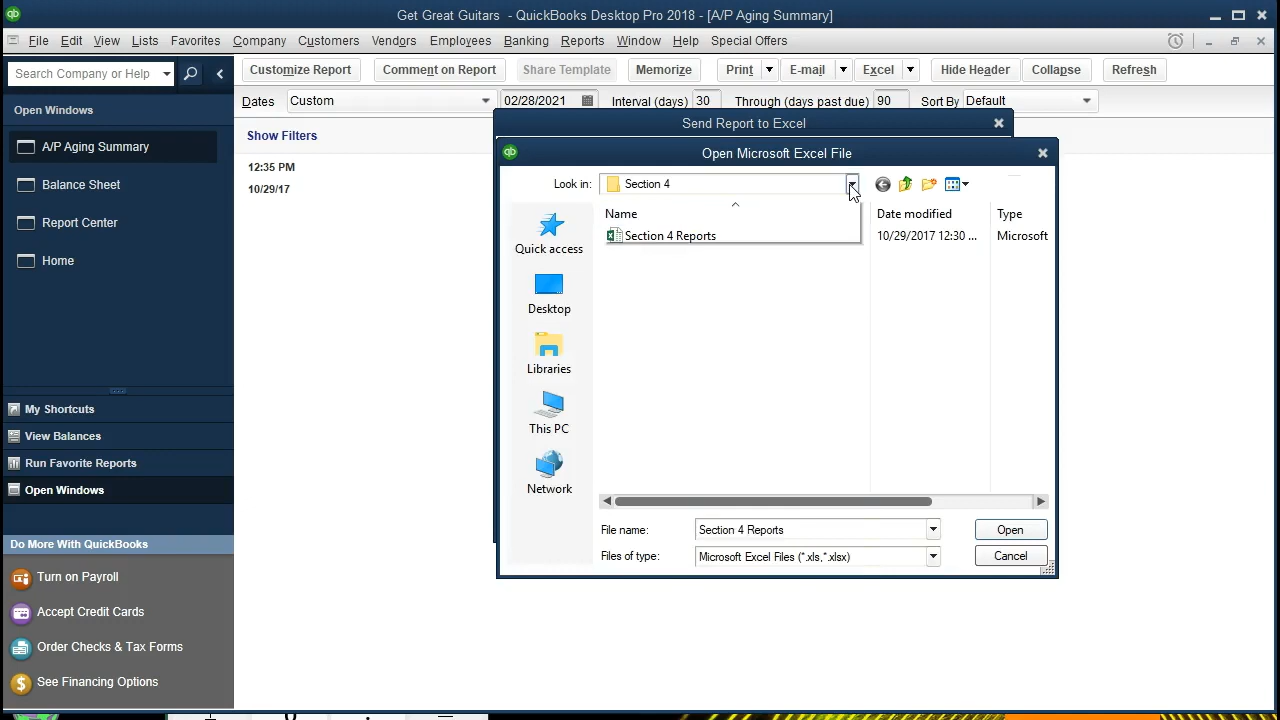 Get Great Guitars - QuickBooks Desktop Pro 2018 - [A/P Aging Summary]
File Edit View Lists Favorites Company Customers Vendors Employees Banking Reports Window Help Special Offers
Search Company or Help
Customize Report Comment on Report Share Template Memorize Print E-mail Excel Hide Header Collapse Refresh
Dates Custom 02/28/2021 Interval (days) 30 Through (days past due) 90 Sort By Default
Open Windows
A/P Aging Summary
Balance Sheet
Report Center
Home
My Shortcuts
View Balances
Run Favorite Reports
Open Windows
Do More With QuickBooks
Turn on Payroll
Accept Credit Cards
Order Checks & Tax Forms
See Financing Options
Show Filters
12:35 PM
10/29/17
Send Report to Excel
qb
Open Microsoft Excel File
Look in: Section 4
Name Date modified Type
Section 4 Reports 10/29/2017 12:30 ... Microsoft
Quick access
Desktop
Libraries
This PC
Network
File name: Section 4 Reports Open
Files of type: Microsoft Excel Files (*.xls,*.xlsx) Cancel